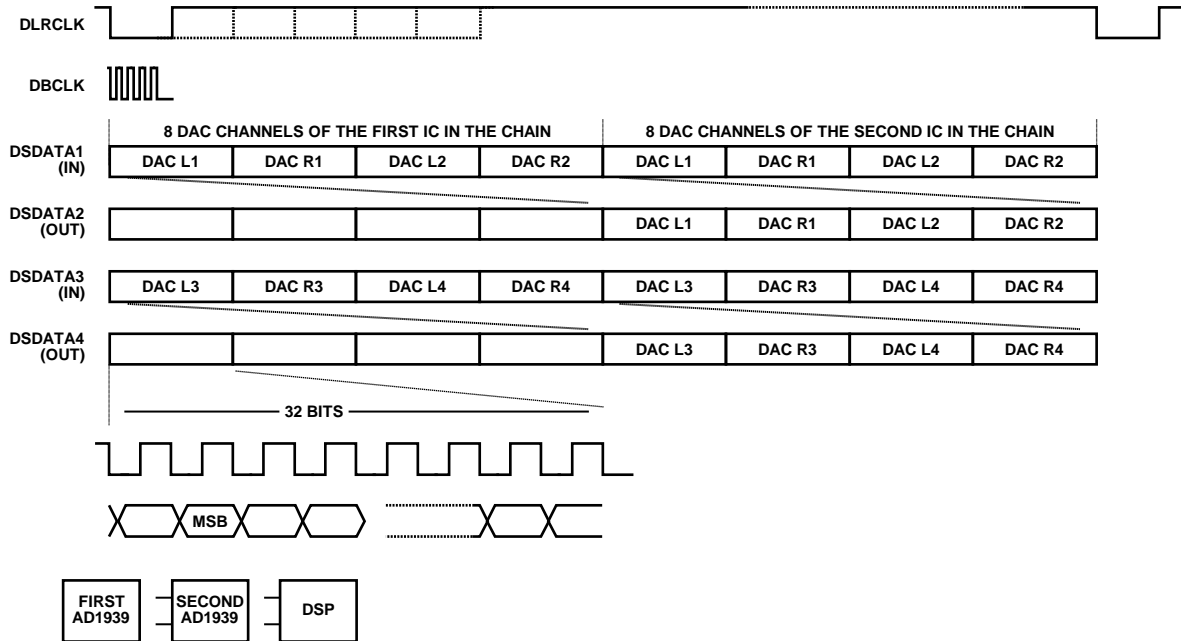 DLRCLK
DBCLK
8 DAC CHANNELS OF THE FIRST IC IN THE CHAIN 8 DAC CHANNELS OF THE SECOND IC IN THE CHAIN
DSDATA1
(IN)
DAC L1 DAC R1 DAC L2 DAC R2 DAC L1 DAC R1 DAC L2 DAC R2
DSDATA2
(OUT)
DAC L1 DAC R1 DAC L2 DAC R2
DSDATA3
(IN)
DAC L3 DAC R3 DAC L4 DAC R4 DAC L3 DAC R3 DAC L4 DAC R4
DSDATA4
(OUT)
DAC L3 DAC R3 DAC L4 DAC R4
32 BITS
MSB
FIRST
AD1939
SECOND
AD1939
DSP